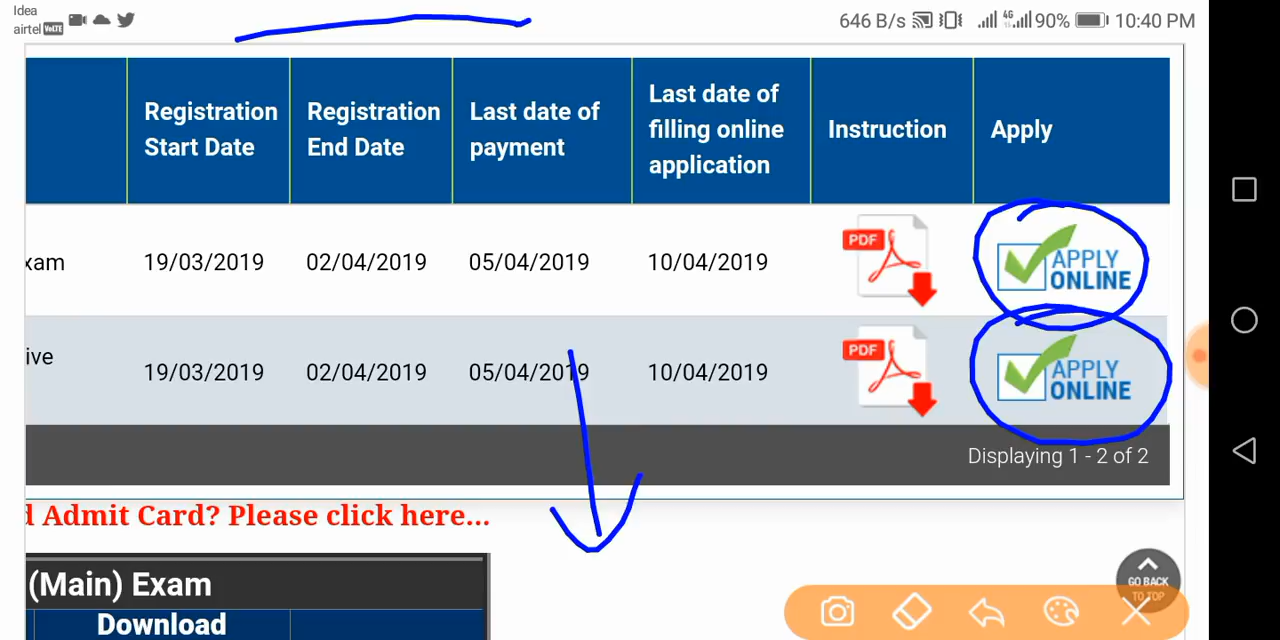 Idea
airtel VoLTE
646 B/s 4G 90% 10:40 PM
Registration Start Date
Registration End Date
Last date of payment
Last date of filling online application
Instruction
Apply
xam 19/03/2019 02/04/2019 05/04/2019 10/04/2019 PDF APPLY ONLINE
ive 19/03/2019 02/04/2019 05/04/2019 10/04/2019 PDF APPLY ONLINE
Displaying 1 - 2 of 2
d Admit Card? Please click here...
(Main) Exam
Download
GO BACK
TO TOP